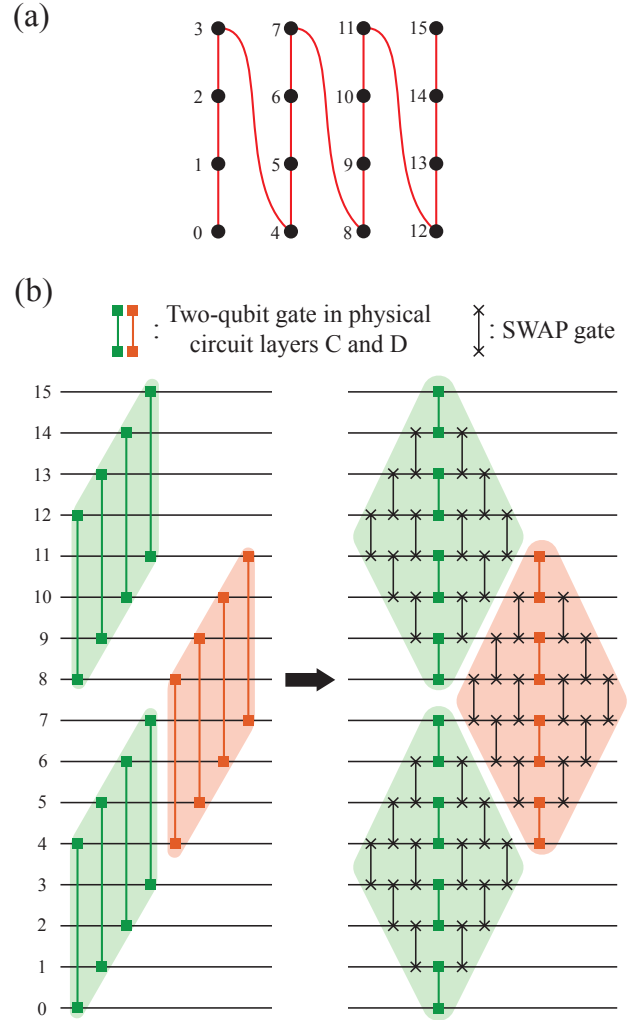 (a)
3 7 11 15
2 6 10 14
1 5 9 13
0 4 8 12
(b)
: Two-qubit gate in physical circuit layers C and D
: SWAP gate
15
14
13
12
11
10
9
8
7
6
5
4
3
2
1
0